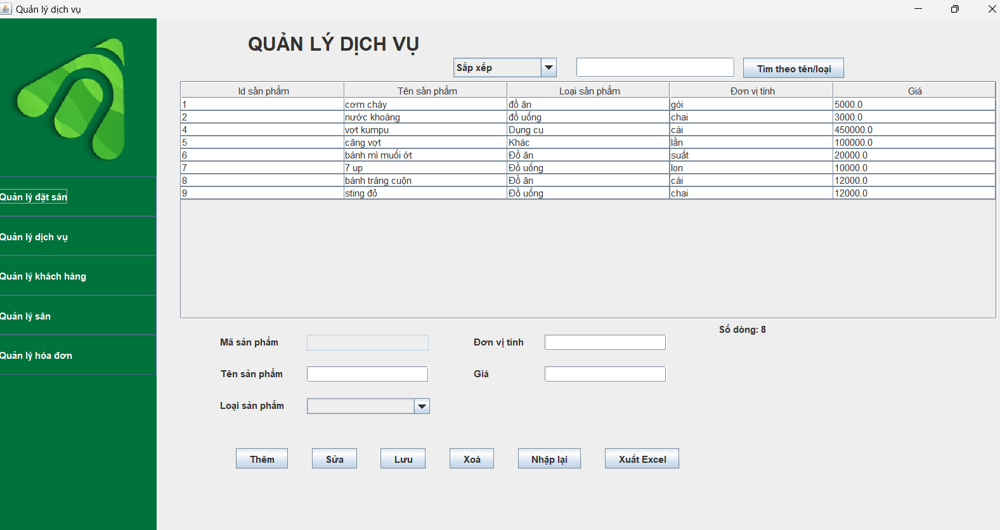 Quản lý dịch vụ
QUẢN LÝ DỊCH VỤ
Sắp xếp
Tìm theo tên/loại
Id sản phẩm Tên sản phẩm Loại sản phẩm Đơn vị tính Giá
1 cơm cháy đồ ăn gói 5000.0
2 nước khoáng đồ uống chai 3000.0
4 vợt kumpu Dụng cụ cái 450000.0
5 căng vợt Khác lần 100000.0
6 bánh mì muối ớt Đồ ăn suất 20000.0
7 7 up Đồ uống lon 10000.0
8 bánh tráng cuộn Đồ ăn cái 12000.0
9 sting đỏ Đồ uống chai 12000.0
Quản lý đặt sân
Quản lý dịch vụ
Quản lý khách hàng
Quản lý sân
Quản lý hóa đơn
Số dòng: 8
Mã sản phẩm Đơn vị tính
Tên sản phẩm Giá
Loại sản phẩm
Thêm Sửa Lưu Xoá Nhập lại Xuất Excel